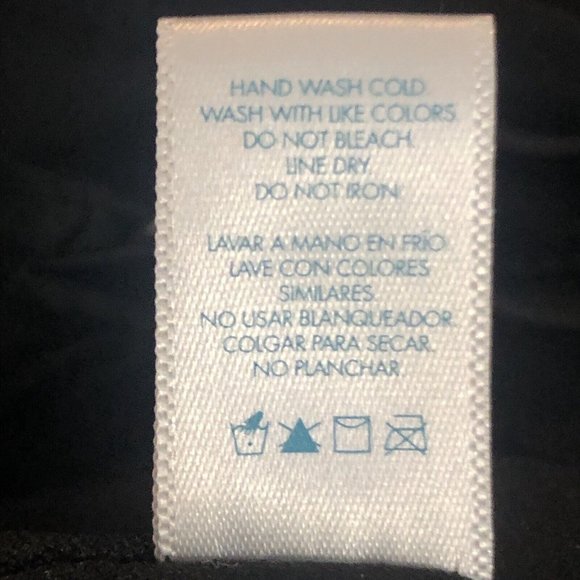 HAND WASH COLD.
WASH WITH LIKE COLORS.
DO NOT BLEACH.
LINE DRY.
DO NOT IRON.
LAVAR A MANO EN FRÍO.
LAVE CON COLORES
SIMILARES.
NO USAR BLANQUEADOR.
COLGAR PARA SECAR.
NO PLANCHAR.